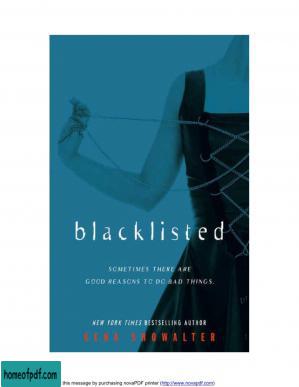 blacklisted
SOMETIMES THERE ARE
GOOD REASONS TO DO BAD THINGS.
NEW YORK TIMES BESTSELLING AUTHOR
GENA SHOWALTER
homeofpdf.com
this message by purchasing novaPDF printer (http://www.novapdf.com)